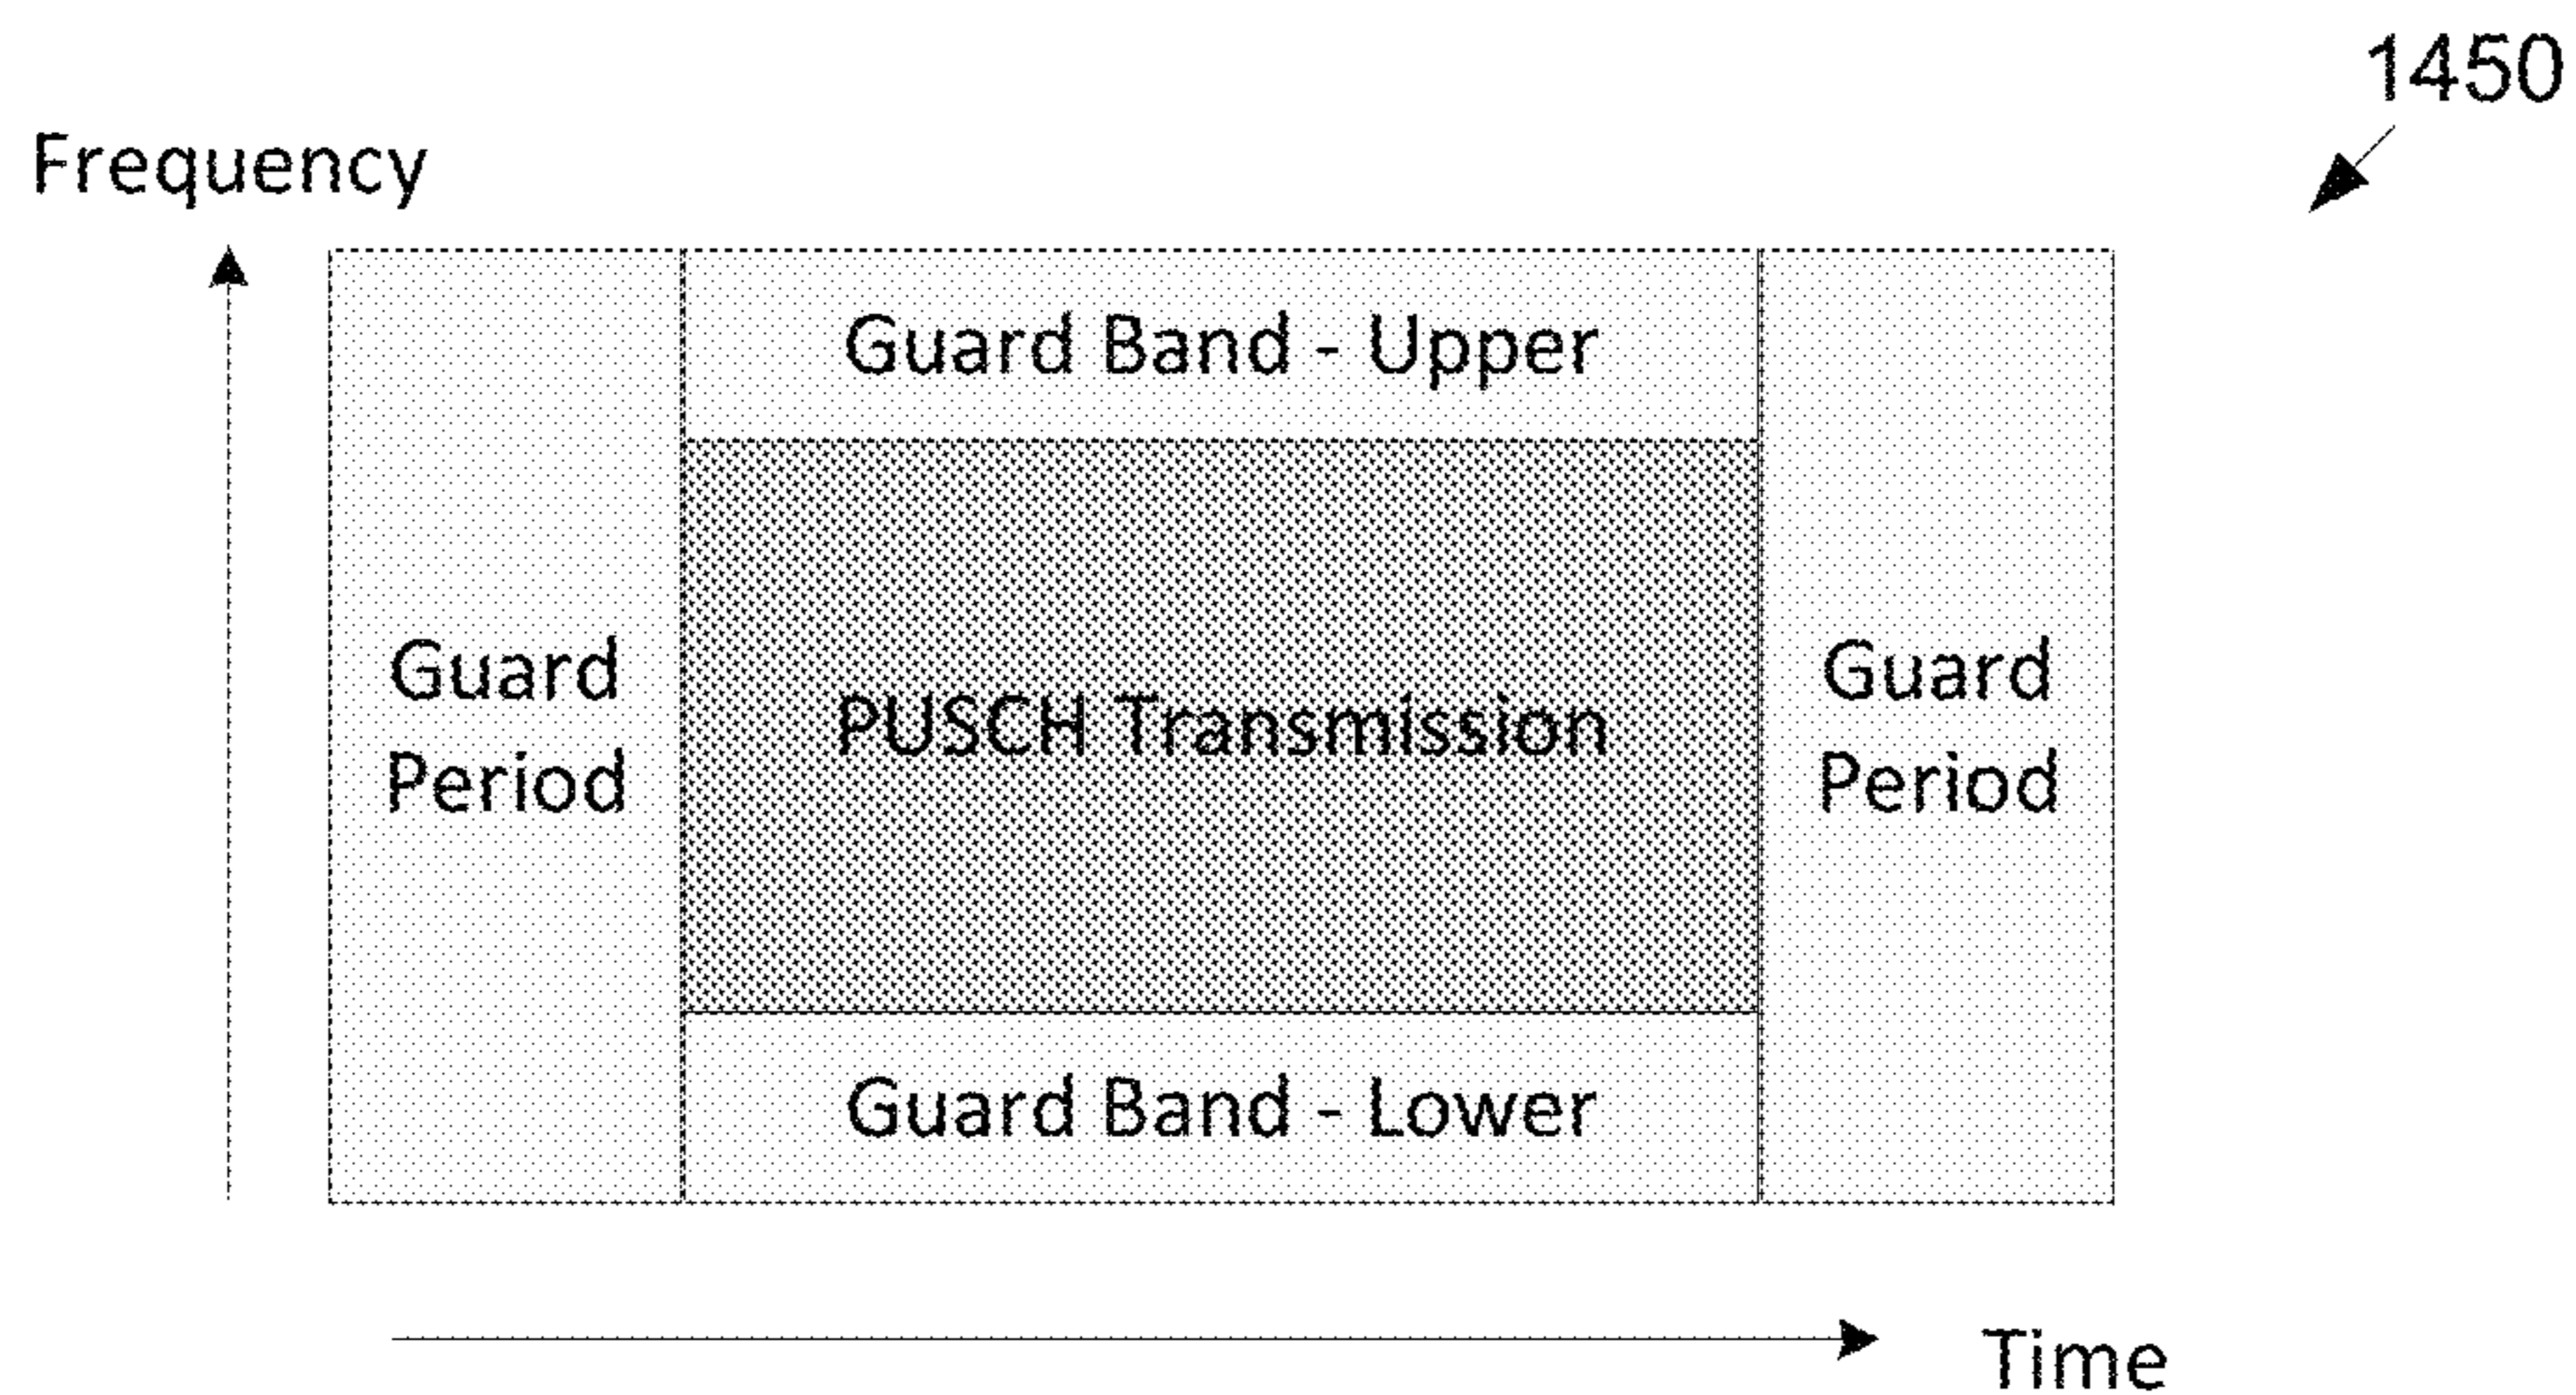 1450
Frequency
Guard Band - Upper
Guard
Period
PUSCH Transmission
Guard
Period
Guard Band - Lower
Time